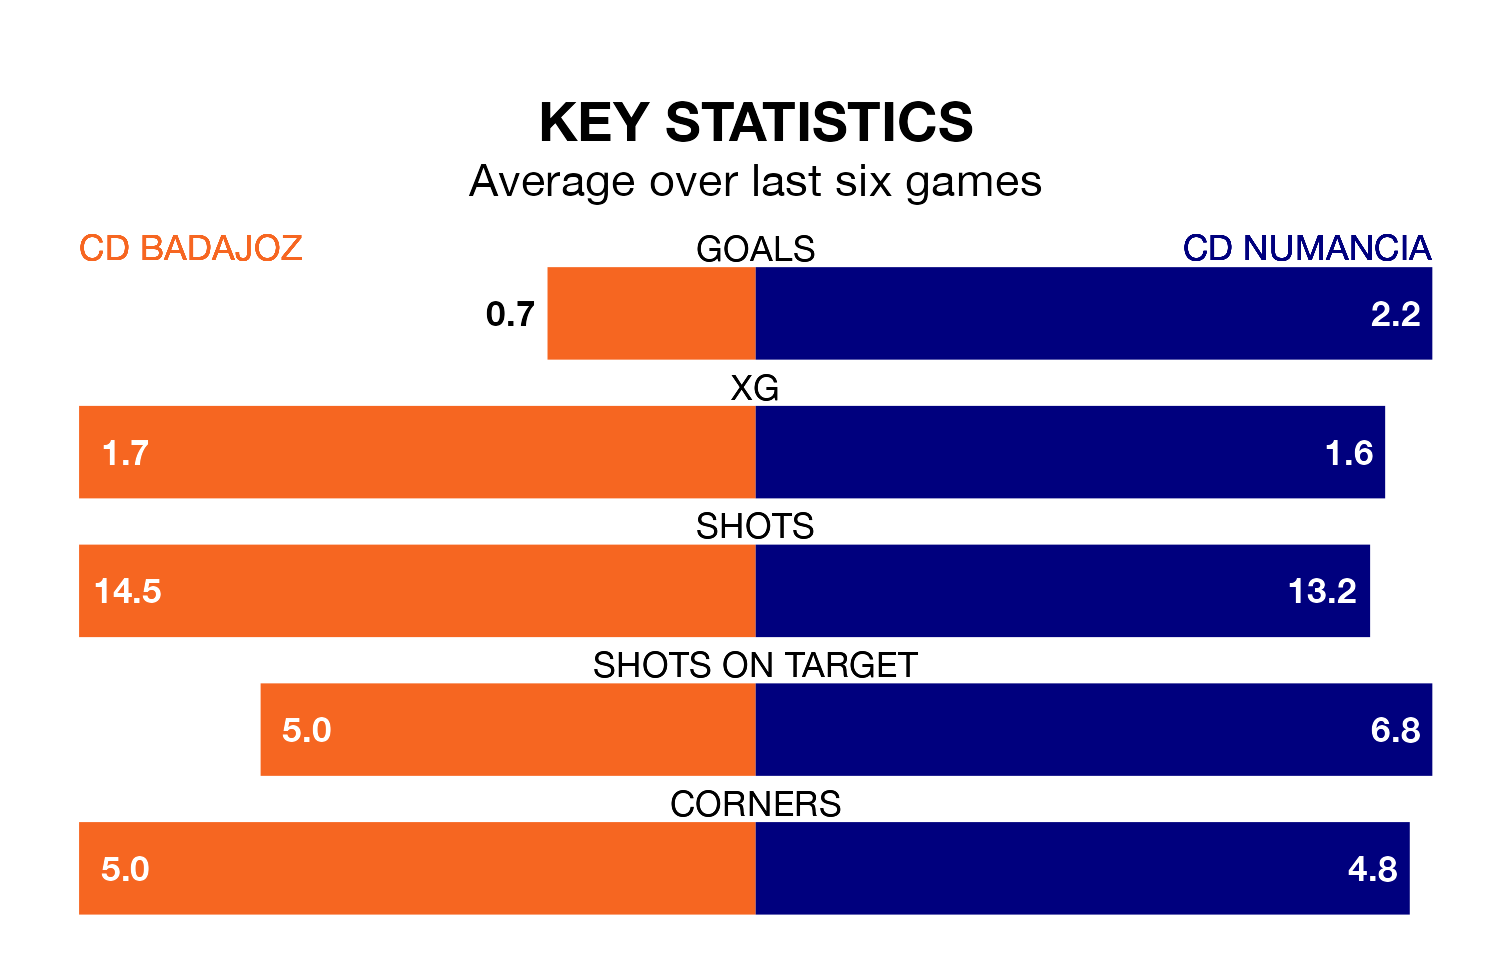 KEY STATISTICS
Average over last six games
CD BADAJOZ GOALS CD NUMANCIA
0.7 2.2
XG
1.7 1.6
SHOTS
14.5 13.2
SHOTS ON TARGET
5.0 6.8
CORNERS
5.0 4.8